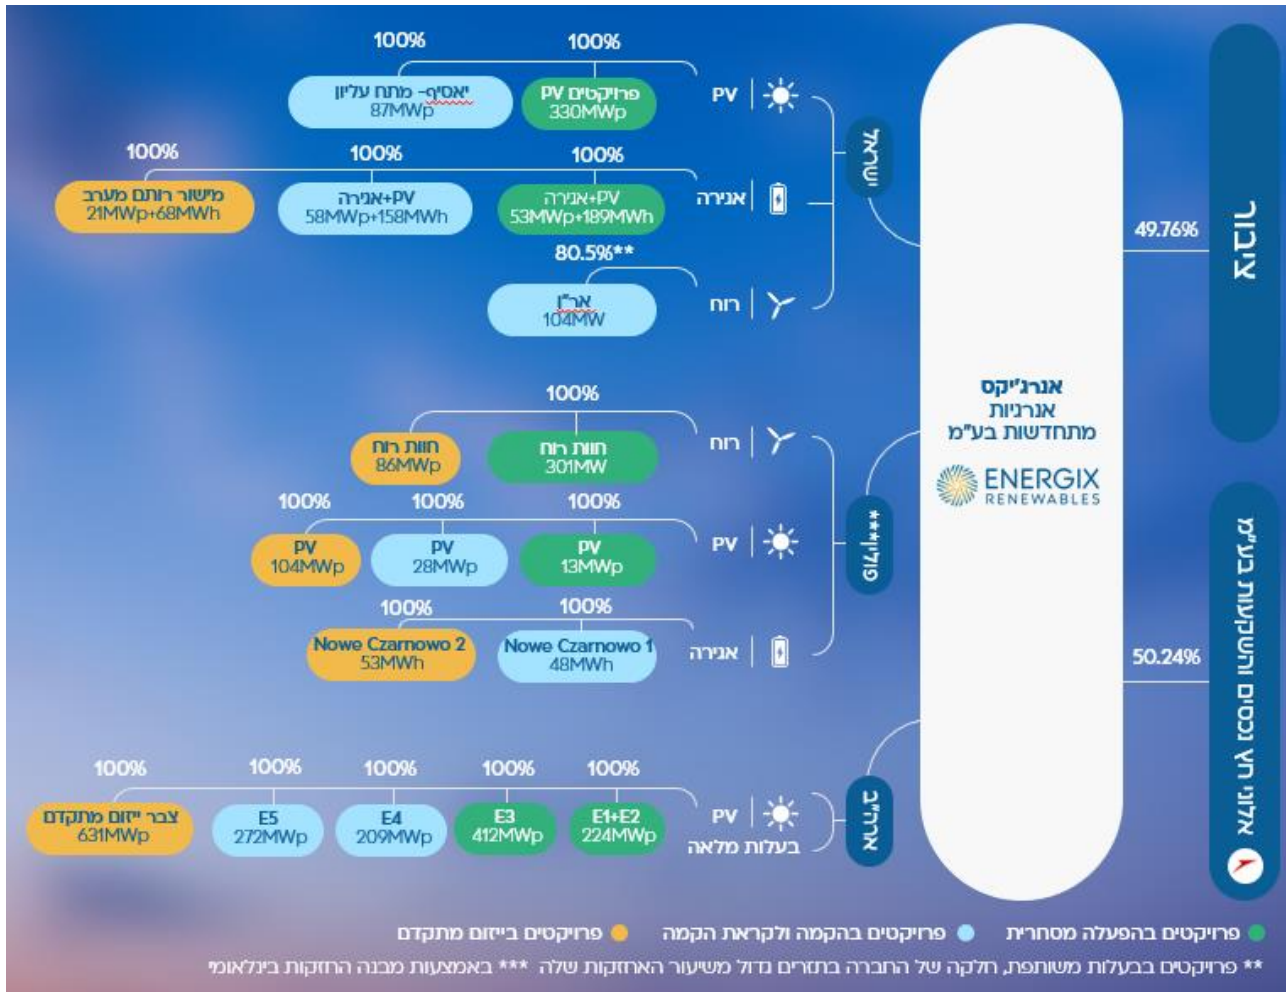 ציבור
49.76%
אלוני חץ נכסים והשקעות בע"מ
50.24%
אנרג'יקס
אנרגיות
מתחדשות בע"מ
ENERGIX
RENEWABLES
ישראל
PV
100%
100%
פרויקטים PV
330MWp
יאסיף- מתח עליון
87MWp
אגירה
100%
100%
100%
PV+אגירה
53MWp+189MWh
PV+אגירה
58MWp+158MWh
מישור רותם מערב
21MWp+68MWh
רוח
80.5%**
אר"ן
104MW
פולין***
רוח
100%
חוות רוח
301MW
חוות רוח
86MWp
PV
100%
100%
100%
PV
13MWp
PV
28MWp
PV
104MWp
אגירה
100%
100%
Nowe Czarnowo 1
48MWh
Nowe Czarnowo 2
53MWh
ארה"ב
PV
בעלות מלאה
100%
100%
100%
100%
100%
E1+E2
224MWp
E3
412MWp
E4
209MWp
E5
272MWp
צבר ייזום מתקדם
631MWp
פרויקטים בהפעלה מסחרית
פרויקטים בהקמה ולקראת הקמה
פרויקטים בייזום מתקדם
** פרויקטים בבעלות משותפת, חלקה של החברה בתזרים גדול משיעור האחזקות שלה *** באמצעות מבנה החזקות בינלאומי